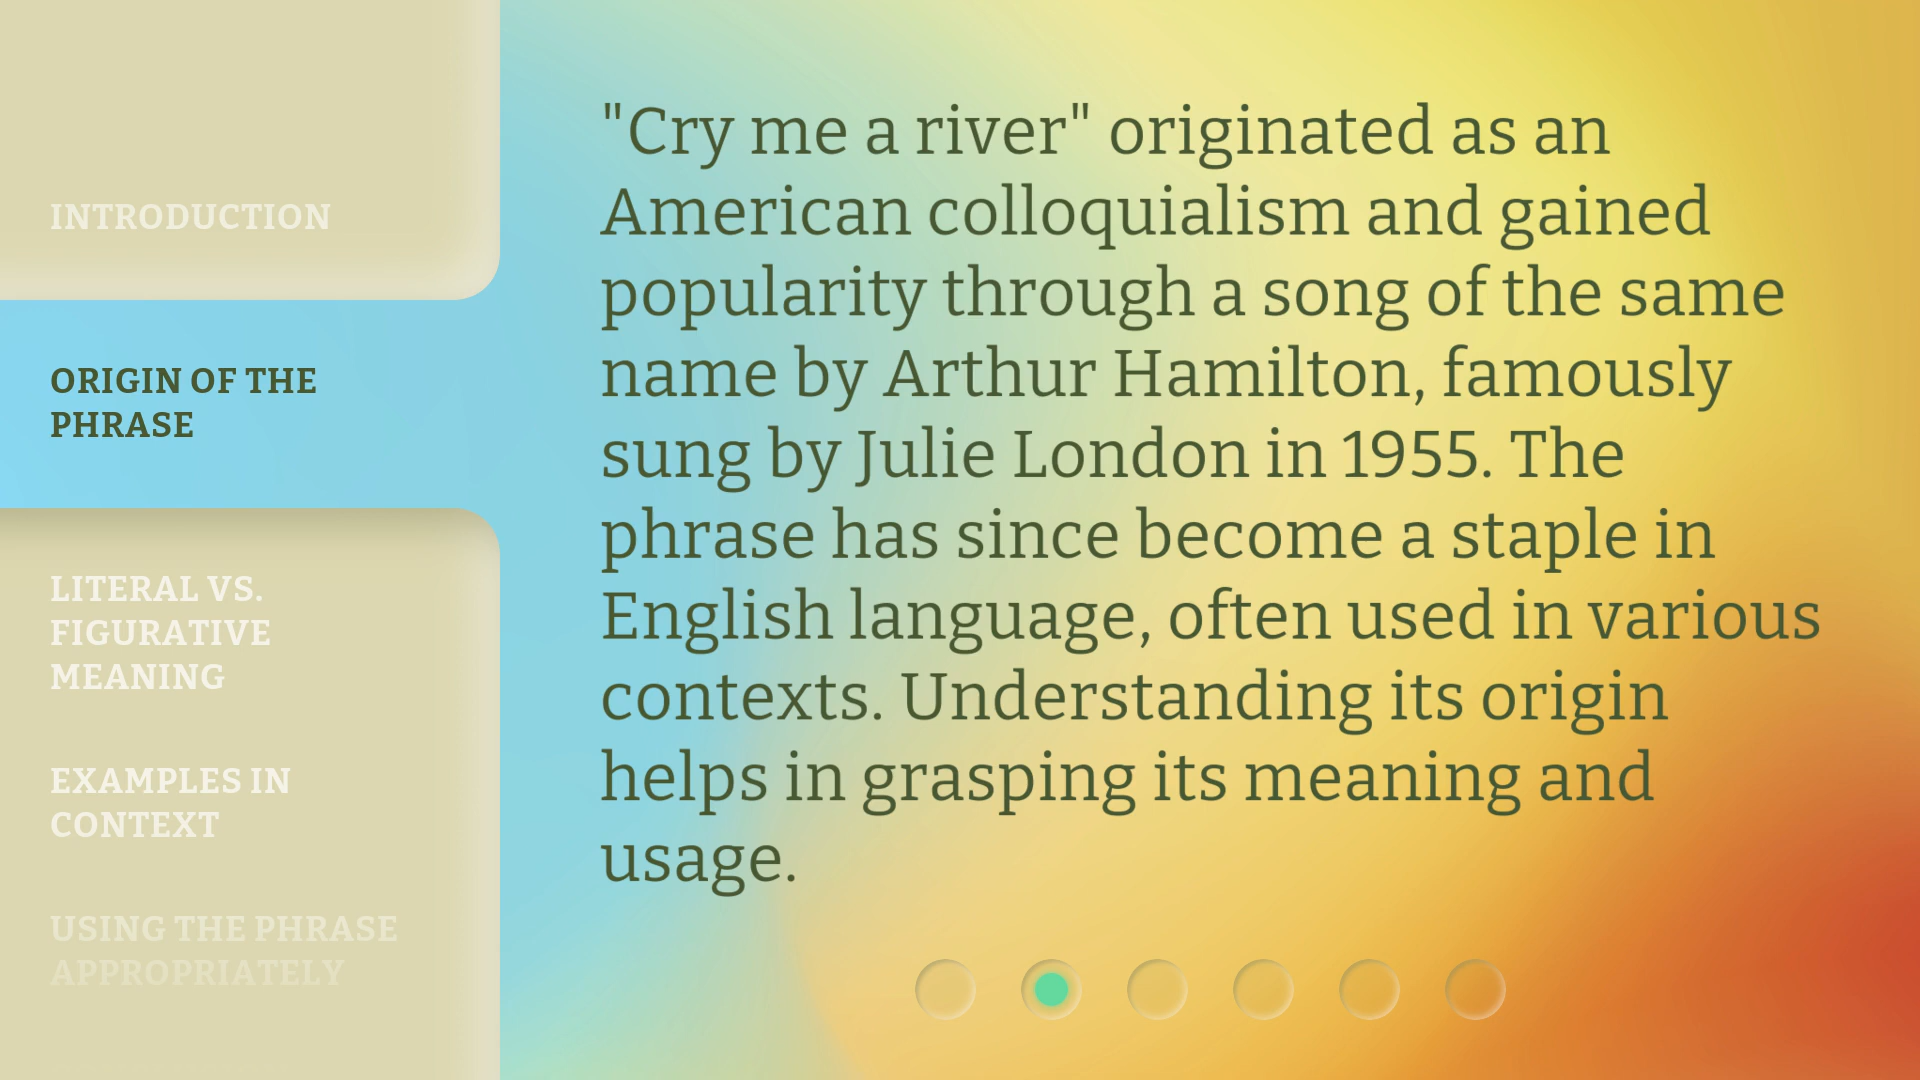 INTRODUCTION
ORIGIN OF THE
PHRASE
LITERAL VS.
FIGURATIVE
MEANING
EXAMPLES IN
CONTEXT
USING THE PHRASE
APPROPRIATELY
"Cry me a river" originated as an
American colloquialism and gained
popularity through a song of the same
name by Arthur Hamilton, famously
sung by Julie London in 1955. The
phrase has since become a staple in
English language, often used in various
contexts. Understanding its origin
helps in grasping its meaning and
usage.